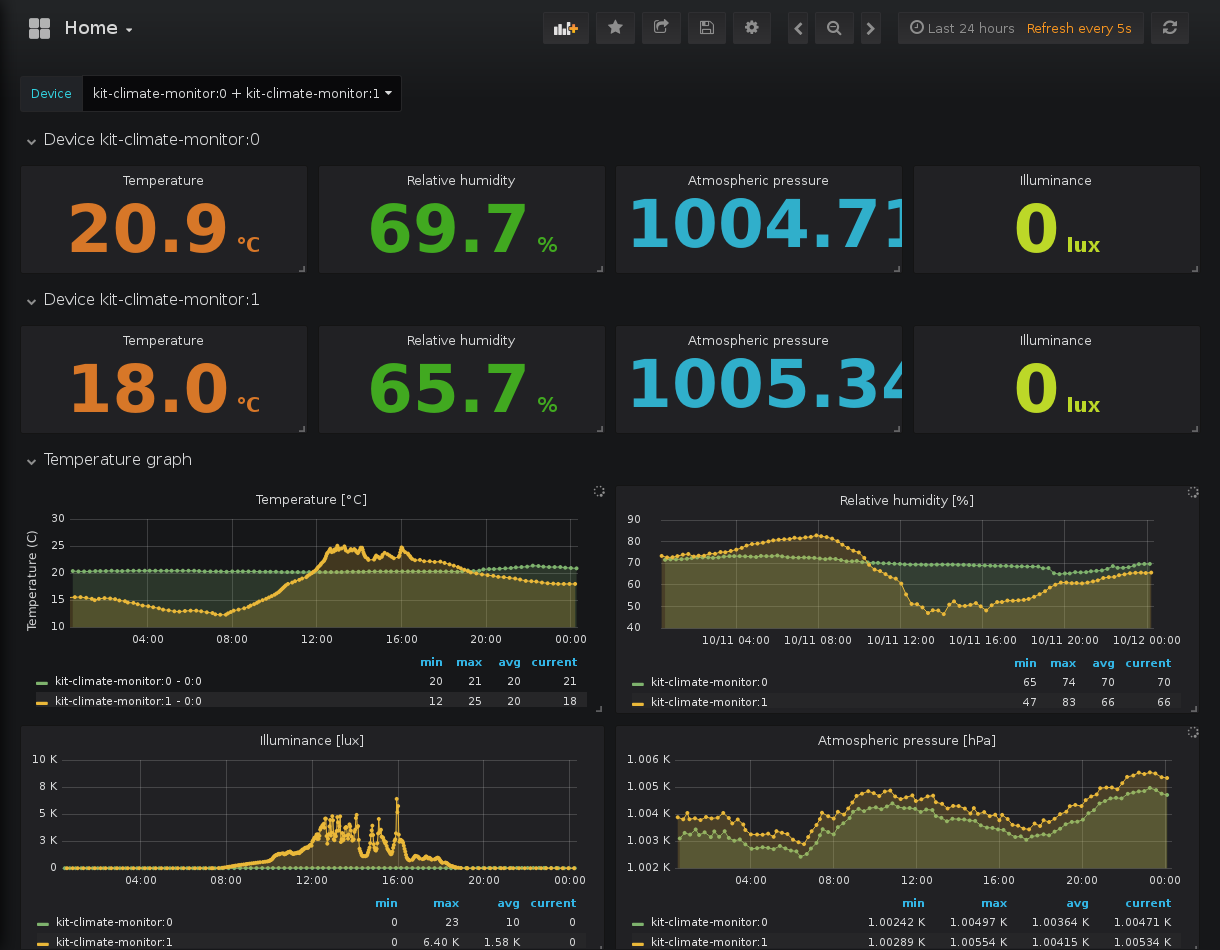 Home
Last 24 hours Refresh every 5s
Device kit-climate-monitor:0 + kit-climate-monitor:1
Device kit-climate-monitor:0
Temperature Relative humidity Atmospheric pressure Illuminance
20.9 °C 69.7 % 1004.71 0 lux
Device kit-climate-monitor:1
Temperature Relative humidity Atmospheric pressure Illuminance
18.0 °C 65.7 % 1005.34 0 lux
Temperature graph
Temperature [°C]
Temperature (C)
30
25
20
15
10
04:00 08:00 12:00 16:00 20:00 00:00
min max avg current
kit-climate-monitor:0 - 0:0 20 21 20 21
kit-climate-monitor:1 - 0:0 12 25 20 18
Relative humidity [%]
90
80
70
60
50
40
10/11 04:00 10/11 08:00 10/11 12:00 10/11 16:00 10/11 20:00 10/12 00:00
min max avg current
kit-climate-monitor:0 65 74 70 70
kit-climate-monitor:1 47 83 66 66
Illuminance [lux]
10 K
8 K
5 K
3 K
0
04:00 08:00 12:00 16:00 20:00 00:00
min max avg current
kit-climate-monitor:0 0 23 10 0
kit-climate-monitor:1 0 6.40 K 1.58 K 0
Atmospheric pressure [hPa]
1.006 K
1.005 K
1.004 K
1.003 K
1.002 K
04:00 08:00 12:00 16:00 20:00 00:00
min max avg current
kit-climate-monitor:0 1.00242 K 1.00497 K 1.00364 K 1.00471 K
kit-climate-monitor:1 1.00289 K 1.00554 K 1.00415 K 1.00534 K